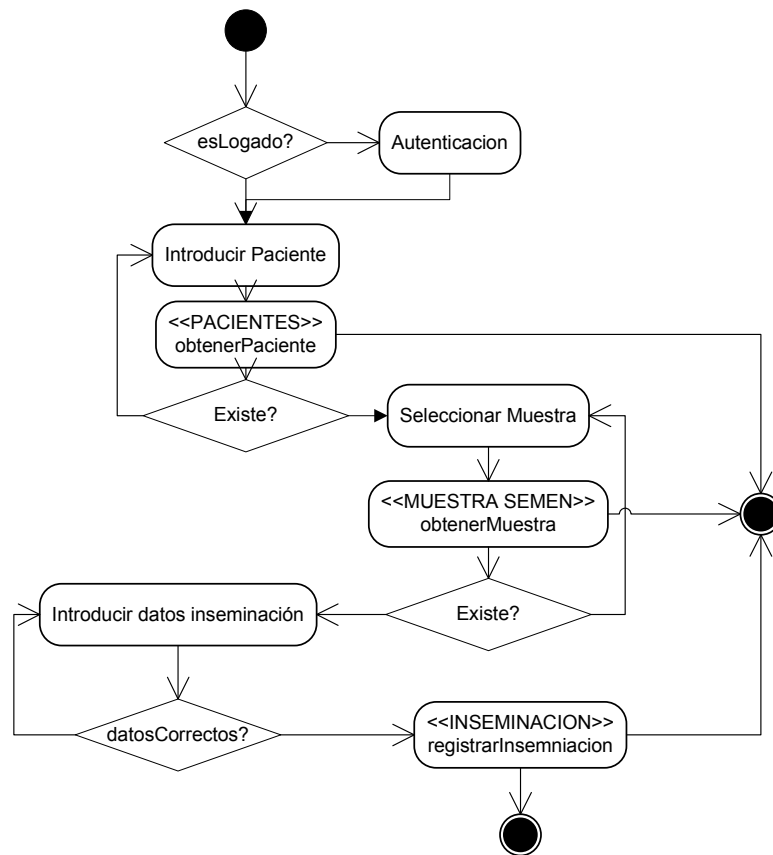 esLogado?
Autenticacion
Introducir Paciente
<<PACIENTES>>
obtenerPaciente
Existe?
Seleccionar Muestra
<<MUESTRA SEMEN>>
obtenerMuestra
Existe?
Introducir datos inseminación
datosCorrectos?
<<INSEMINACION>>
registrarInsemniacion